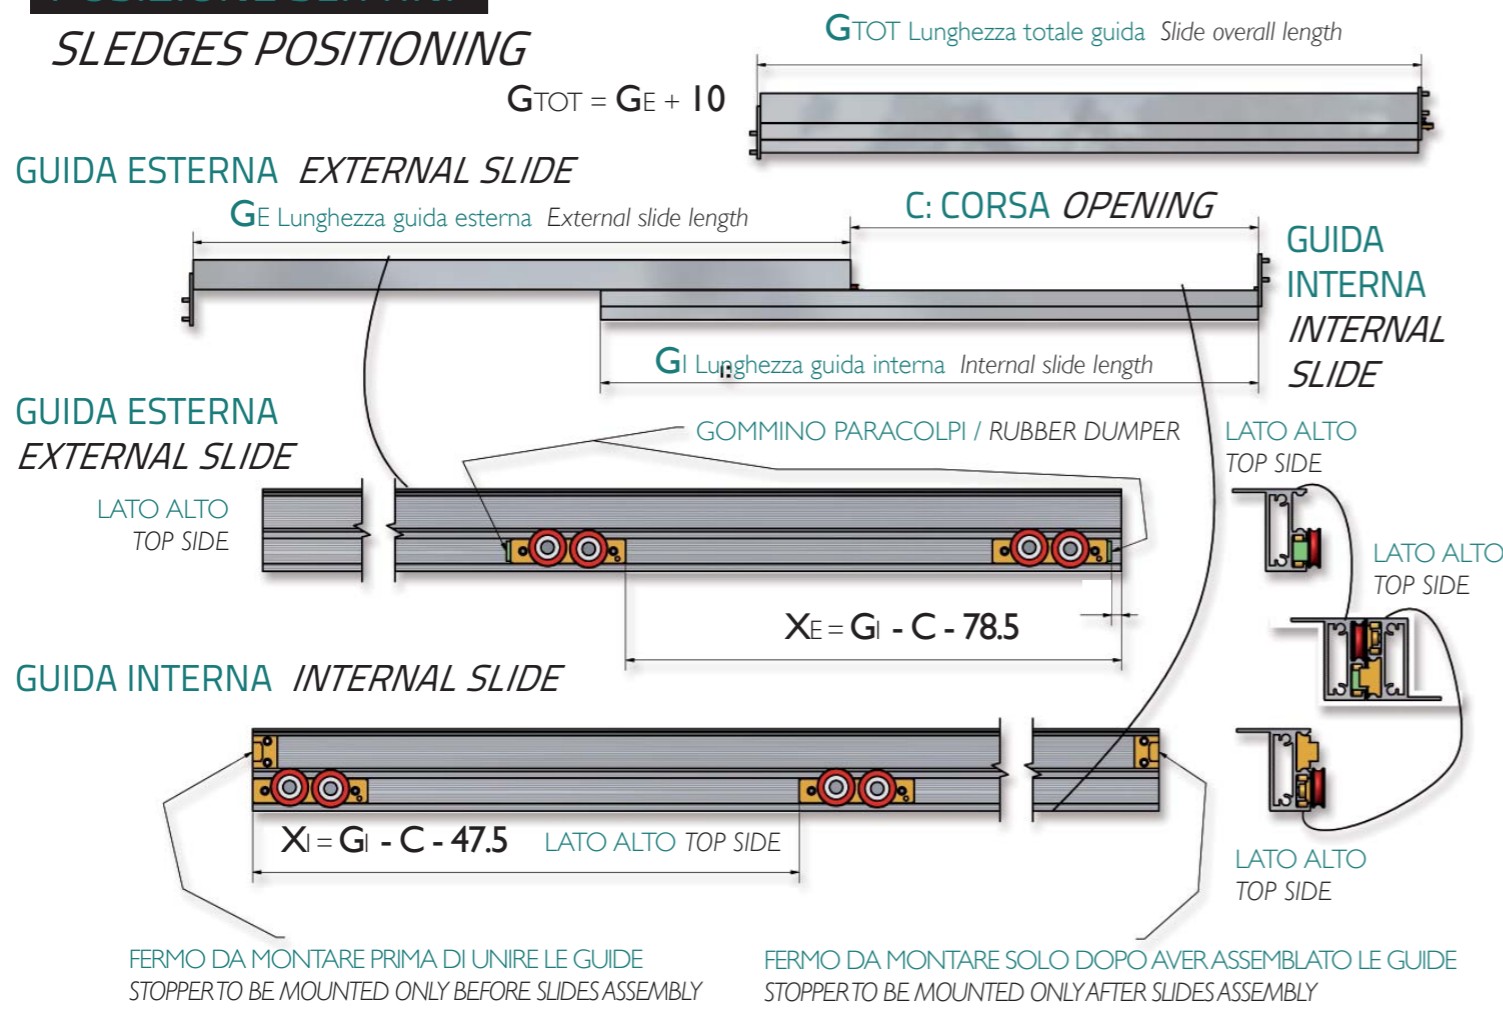 SLEDGES POSITIONING
GTOT Lunghezza totale guida Slide overall length
GTOT = GE + 10
GUIDA ESTERNA EXTERNAL SLIDE
GE Lunghezza guida esterna External slide length
C: CORSA OPENING
GUIDA
INTERNA
INTERNAL
SLIDE
GI Lunghezza guida interna Internal slide length
GUIDA ESTERNA
EXTERNAL SLIDE
GOMMINO PARACOLPI / RUBBER DUMPER
LATO ALTO
TOP SIDE
LATO ALTO
TOP SIDE
LATO ALTO
TOP SIDE
XE = GI - C - 78.5
GUIDA INTERNA INTERNAL SLIDE
XI = GI - C - 47.5 LATO ALTO TOP SIDE
LATO ALTO
TOP SIDE
FERMO DA MONTARE PRIMA DI UNIRE LE GUIDE
STOPPER TO BE MOUNTED ONLY BEFORE SLIDES ASSEMBLY
FERMO DA MONTARE SOLO DOPO AVER ASSEMBLATO LE GUIDE
STOPPER TO BE MOUNTED ONLY AFTER SLIDES ASSEMBLY